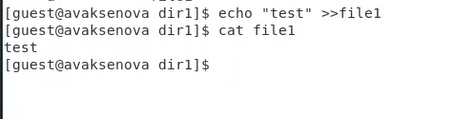 [guest@avaksenova dir1]$ echo "test" >>file1
[guest@avaksenova dir1]$ cat file1
test
[guest@avaksenova dir1]$